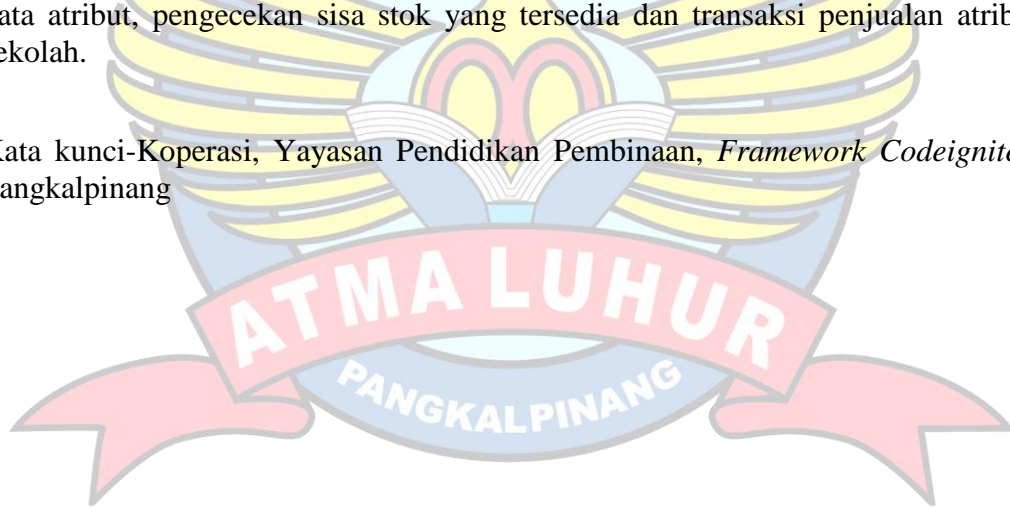 ata atribut, pengecekan sisa stok yang tersedia dan transaksi penjualan atrib
ekolah.
Kata kunci-Koperasi, Yayasan Pendidikan Pembinaan, Framework Codeignite
angkalpinang
ATMA LUHUR
PANGKALPINANG